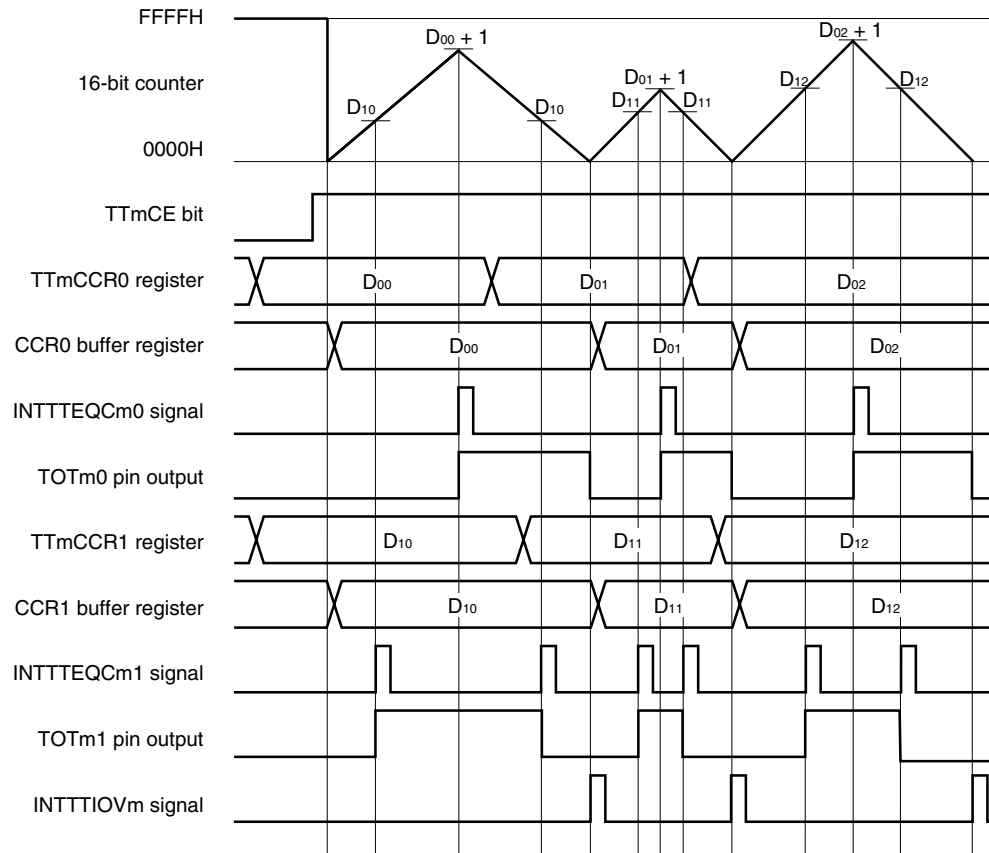 FFFFH
D00 + 1
D02 + 1
16-bit counter
D01 + 1
D12
D12
D10
D10
D11
D11
0000H
TTmCE bit
TTmCCR0 register
D00
D01
D02
CCR0 buffer register
D00
D01
D02
INTTTEQCm0 signal
TOTm0 pin output
TTmCCR1 register
D10
D11
D12
CCR1 buffer register
D10
D11
D12
INTTTEQCm1 signal
TOTm1 pin output
INTTTIOVm signal